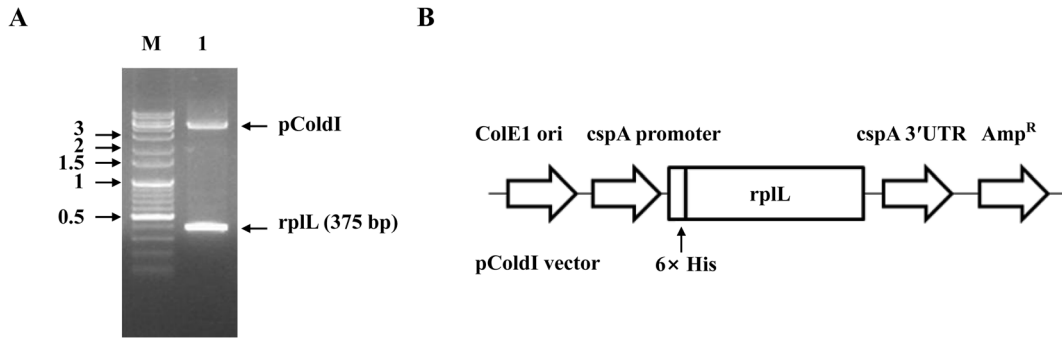 A
B
M 1
3
2
1.5
1
0.5
pColdI
rplL (375 bp)
ColE1 ori cspA promoter cspA 3′UTR Amp^R
rplL
pColdI vector 6× His